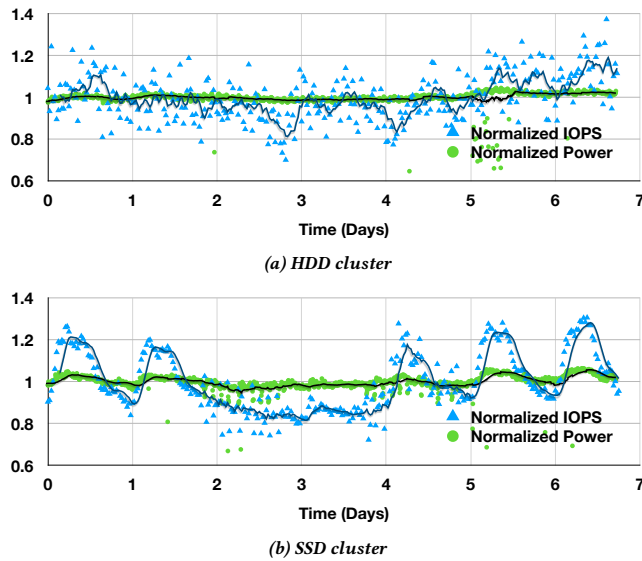 1.4
1.2
1
0.8
0.6
Normalized IOPS
Normalized Power
0 1 2 3 4 5 6 7
Time (Days)
(a) HDD cluster
1.4
1.2
1
0.8
0.6
Normalized IOPS
Normalized Power
0 1 2 3 4 5 6 7
Time (Days)
(b) SSD cluster